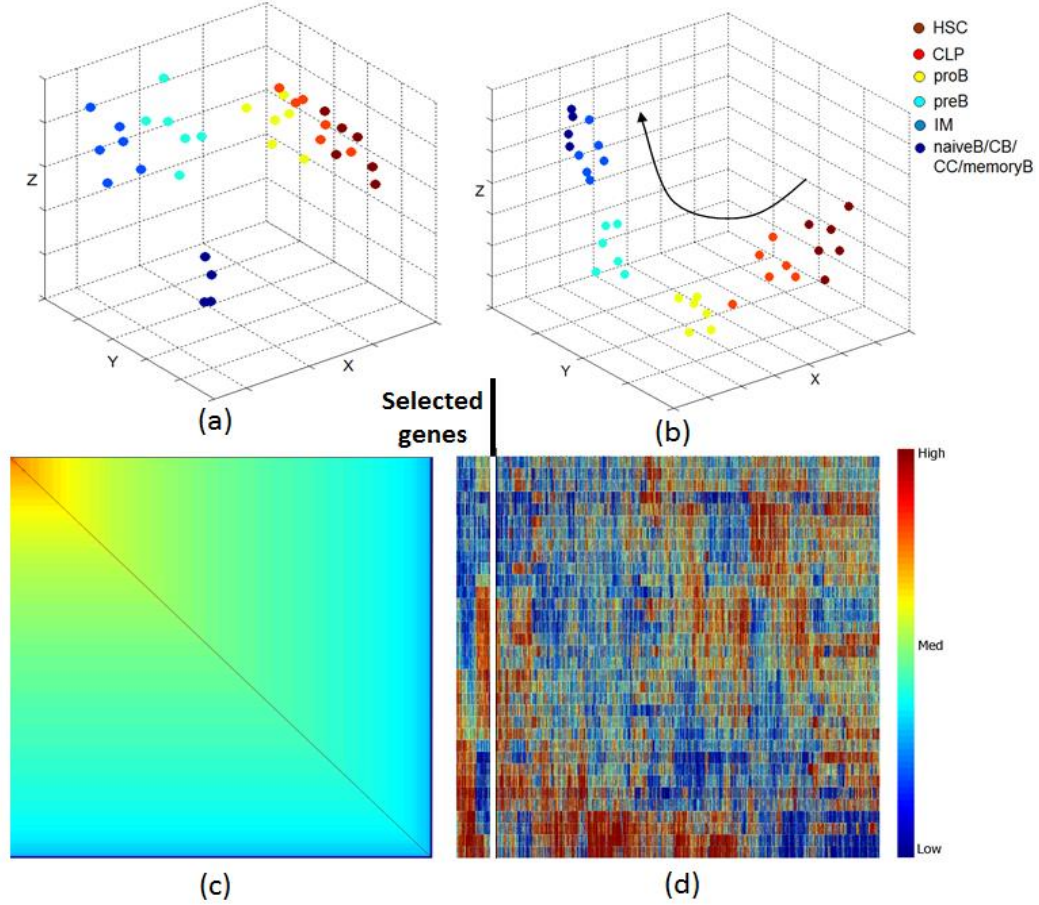 Z
Y
X
(a)
Z
Y
X
(b)
HSC
CLP
proB
preB
IM
naiveB/CB/
CC/memoryB
Selected
genes
(c)
(d)
High
Med
Low